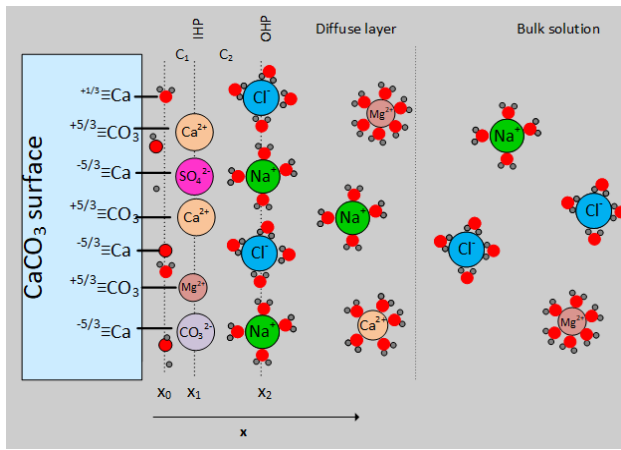 IHP
OHP
Diffuse layer
Bulk solution
C₁
C₂
CaCO₃ surface
+1/3≡Ca
+5/3≡CO₃
-5/3≡Ca
+5/3≡CO₃
-5/3≡Ca
+5/3≡CO₃
-5/3≡Ca
Ca²⁺
SO₄²⁻
Ca²⁺
Mg²⁺
CO₃²⁻
Cl⁻
Na⁺
Cl⁻
Na⁺
Mg²⁺
Na⁺
Ca²⁺
Na⁺
Cl⁻
Cl⁻
Mg²⁺
x₀
x₁
x₂
x